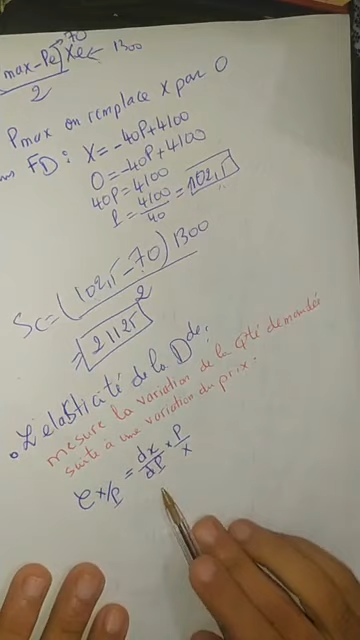 70
max-Pe) Xe ← 1300
2
Pmax on remplace X par 0
FD: X = -40P+4100
0 = -40P+4100
40P = 4100
P = 4100/40 = 102,5
SC = (102,5-70) 1300
2
= 21125
• L'élasticité de la Dde.
mesure la variation de la Qté demandée
suite à une variation du prix.
e x/P = dx/dP × P/x